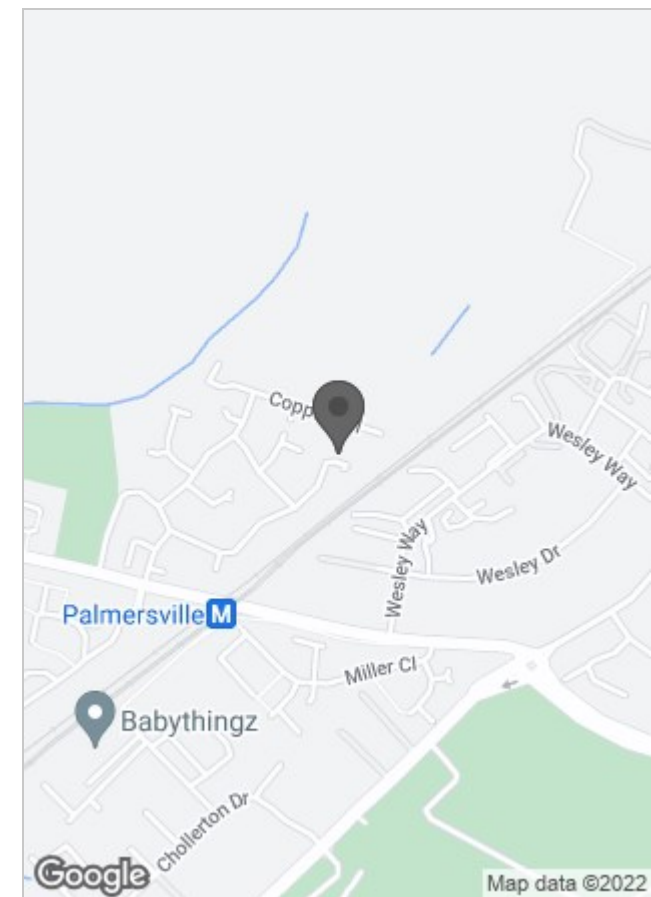 Wesley Way
Wesley Way
Wesley Dr
Palmersville M
Miller Cl
Babythingz
Chollerton Dr
Google
Map data ©2022